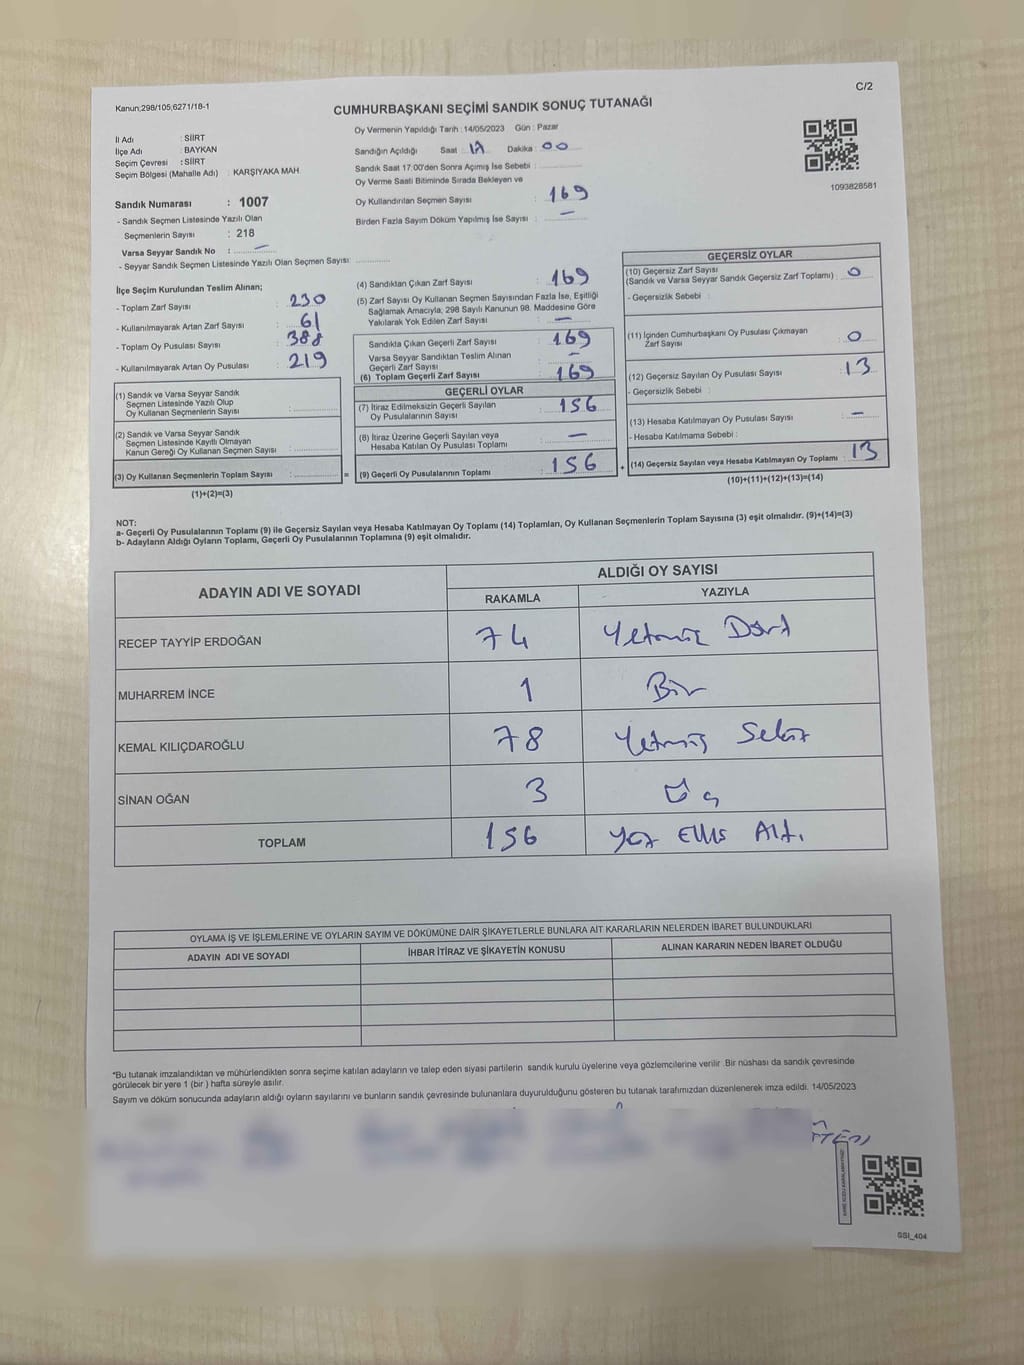 C/2
Kanun;298/105,6271/18-1
CUMHURBAŞKANI SEÇİMİ SANDIK SONUÇ TUTANAĞI
Oy Vermenin Yapıldığı Tarih :14/05/2023 Gün : Pazar
İl Adı : SİİRT
İlçe Adı : BAYKAN
Seçim Çevresi : SİİRT
Seçim Bölgesi (Mahalle Adı) : KARŞIYAKA MAH
Sandığın Açıldığı Saat : Dakika : 00
Sandık Saat 17.00'den Sonra Açımış İse Sebebi :
Oy Verme Saati Bitiminde Sırada Bekleyen ve
Oy Kullandırılan Seçmen Sayısı : 169
Birden Fazla Sayım Döküm Yapılmış İse Sayısı : —
1093828581
Sandık Numarası : 1007
- Sandık Seçmen Listesinde Yazılı Olan
Seçmenlerin Sayısı : 218
Varsa Seyyar Sandık No : —
- Seyyar Sandık Seçmen Listesinde Yazılı Olan Seçmen Sayısı:
İlçe Seçim Kurulundan Teslim Alınan;
- Toplam Zarf Sayısı : 230
- Kullanılmayarak Artan Zarf Sayısı : 61
- Toplam Oy Pusulası Sayısı : 388
- Kullanılmayarak Artan Oy Pusulası : 219
(1) Sandık ve Varsa Seyyar Sandık
Seçmen Listesinde Yazılı Olup
Oy Kullanan Seçmenlerin Sayısı :
(2) Sandık ve Varsa Seyyar Sandık
Seçmen Listesinde Kayıtlı Olmayan
Kanun Gereği Oy Kullanan Seçmen Sayısı :
(3) Oy Kullanan Seçmenlerin Toplam Sayısı : =
(1)+(2)=(3)
(4) Sandıktan Çıkan Zarf Sayısı : 169
(5) Zarf Sayısı Oy Kullanan Seçmen Sayısından Fazla İse, Eşitliği
Sağlamak Amacıyla; 298 Sayılı Kanunun 98. Maddesine Göre
Yakılarak Yok Edilen Zarf Sayısı : —
Sandıkta Çıkan Geçerli Zarf Sayısı : 169
Varsa Seyyar Sandıktan Teslim Alınan
Geçerli Zarf Sayısı : —
(6) Toplam Geçerli Zarf Sayısı : 169
GEÇERLİ OYLAR
(7) İtiraz Edilmeksizin Geçerli Sayılan
Oy Pusulalarının Sayısı : 156
(8) İtiraz Üzerine Geçerli Sayılan veya
Hesaba Katılan Oy Pusulası Toplamı : —
(9) Geçerli Oy Pusulalarının Toplamı : 156 +
GEÇERSİZ OYLAR
(10) Geçersiz Zarf Sayısı
(Sandık ve Varsa Seyyar Sandık Geçersiz Zarf Toplamı) : 0
- Geçersizlik Sebebi :
(11) İçinden Cumhurbaşkanı Oy Pusulası Çıkmayan
Zarf Sayısı : 0
(12) Geçersiz Sayılan Oy Pusulası Sayısı : 13
- Geçersizlik Sebebi :
(13) Hesaba Katılmayan Oy Pusulası Sayısı : —
- Hesaba Katılmama Sebebi :
(14) Geçersiz Sayılan veya Hesaba Katılmayan Oy Toplamı : 13
(10)+(11)+(12)+(13)=(14)
NOT:
a- Geçerli Oy Pusulalarının Toplamı (9) ile Geçersiz Sayılan veya Hesaba Katılmayan Oy Toplamı (14) Toplamları, Oy Kullanan Seçmenlerin Toplam Sayısına (3) eşit olmalıdır. (9)+(14)=(3)
b- Adayların Aldığı Oyların Toplamı, Geçerli Oy Pusulalarının Toplamına (9) eşit olmalıdır.
ADAYIN ADI VE SOYADI ALDIĞI OY SAYISI
RAKAMLA YAZIYLA
RECEP TAYYİP ERDOĞAN 74 Yetmiş Dört
MUHARREM İNCE 1 Bir
KEMAL KILIÇDAROĞLU 78 Yetmiş Sekiz
SİNAN OĞAN 3 Üç
TOPLAM 156 Yüz Elli Altı
OYLAMA İŞ VE İŞLEMLERİNE VE OYLARIN SAYIM VE DÖKÜMÜNE DAİR ŞİKAYETLERLE BUNLARA AİT KARARLARIN NELERDEN İBARET BULUNDUKLARI
ADAYIN ADI VE SOYADI İHBAR İTİRAZ VE ŞİKAYETİN KONUSU ALINAN KARARIN NEDEN İBARET OLDUĞU
*Bu tutanak imzalandıktan ve mühürlendikten sonra seçime katılan adayların ve talep eden siyasi partilerin sandık kurulu üyelerine veya gözlemcilerine verilir .Bir nüshası da sandık çevresinde
görülecek bir yere 1 (bir ) hafta süreyle asılır.
Sayım ve döküm sonucunda adayların aldığı oyların sayılarını ve bunların sandık çevresinde bulunanlara duyurulduğunu gösteren bu tutanak tarafımızdan düzenlenerek imza edildi. 14/05/2023
GSI_404